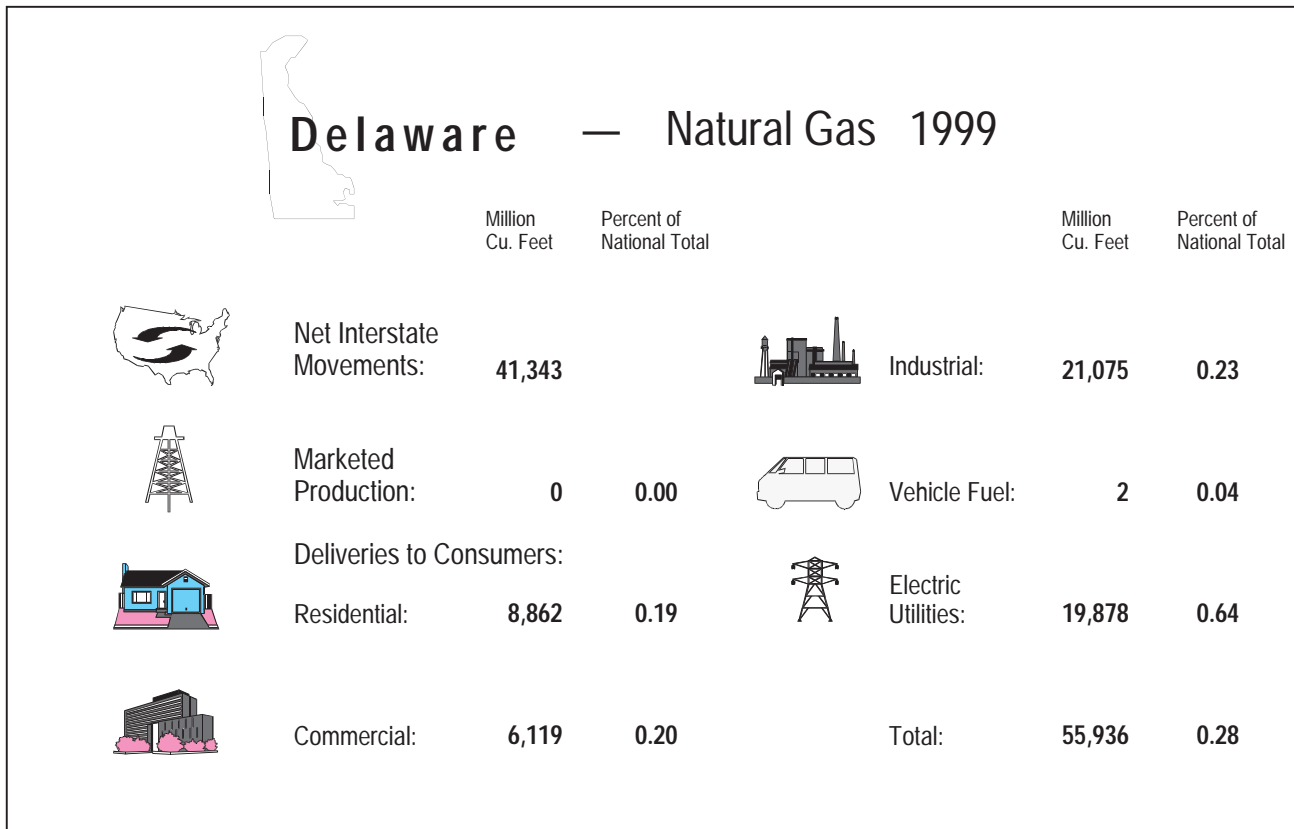 Delaware — Natural Gas 1999
Million Cu. Feet
Percent of National Total
Million Cu. Feet
Percent of National Total
Net Interstate
Movements: 41,343
Marketed
Production: 0 0.00
Deliveries to Consumers:
Residential: 8,862 0.19
Commercial: 6,119 0.20
Industrial: 21,075 0.23
Vehicle Fuel: 2 0.04
Electric
Utilities: 19,878 0.64
Total: 55,936 0.28